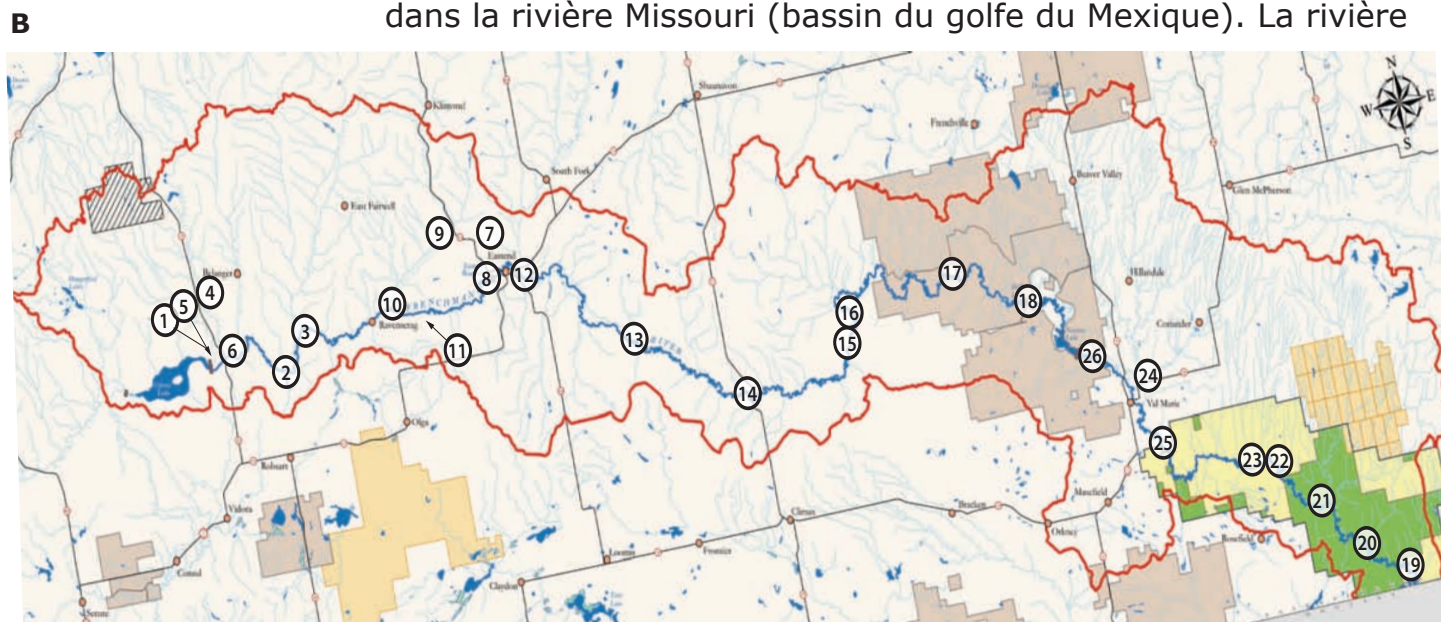 dans la rivière Missouri (bassin du golfe du Mexique). La rivière
B
N
W E
S
Klintonel
Shaunavon
Frenchville
South Fork
Beaver Valley
Glen McPherson
East Fairwell
9
7
Eastend
Belanger
4
5
1
8
12
17
Hillandale
10
FRENCHMAN
18
16
3
Ravenscrag
Coriander
13
RIVER
15
6
11
26
2
24
14
Val Marie
Olga
25
Robsart
23
22
Vidora
21
Masefield
Climax
Bracken
Orkney
Rosefield
20
Loomis
Frontier
19
Consul
Claydon
Senate